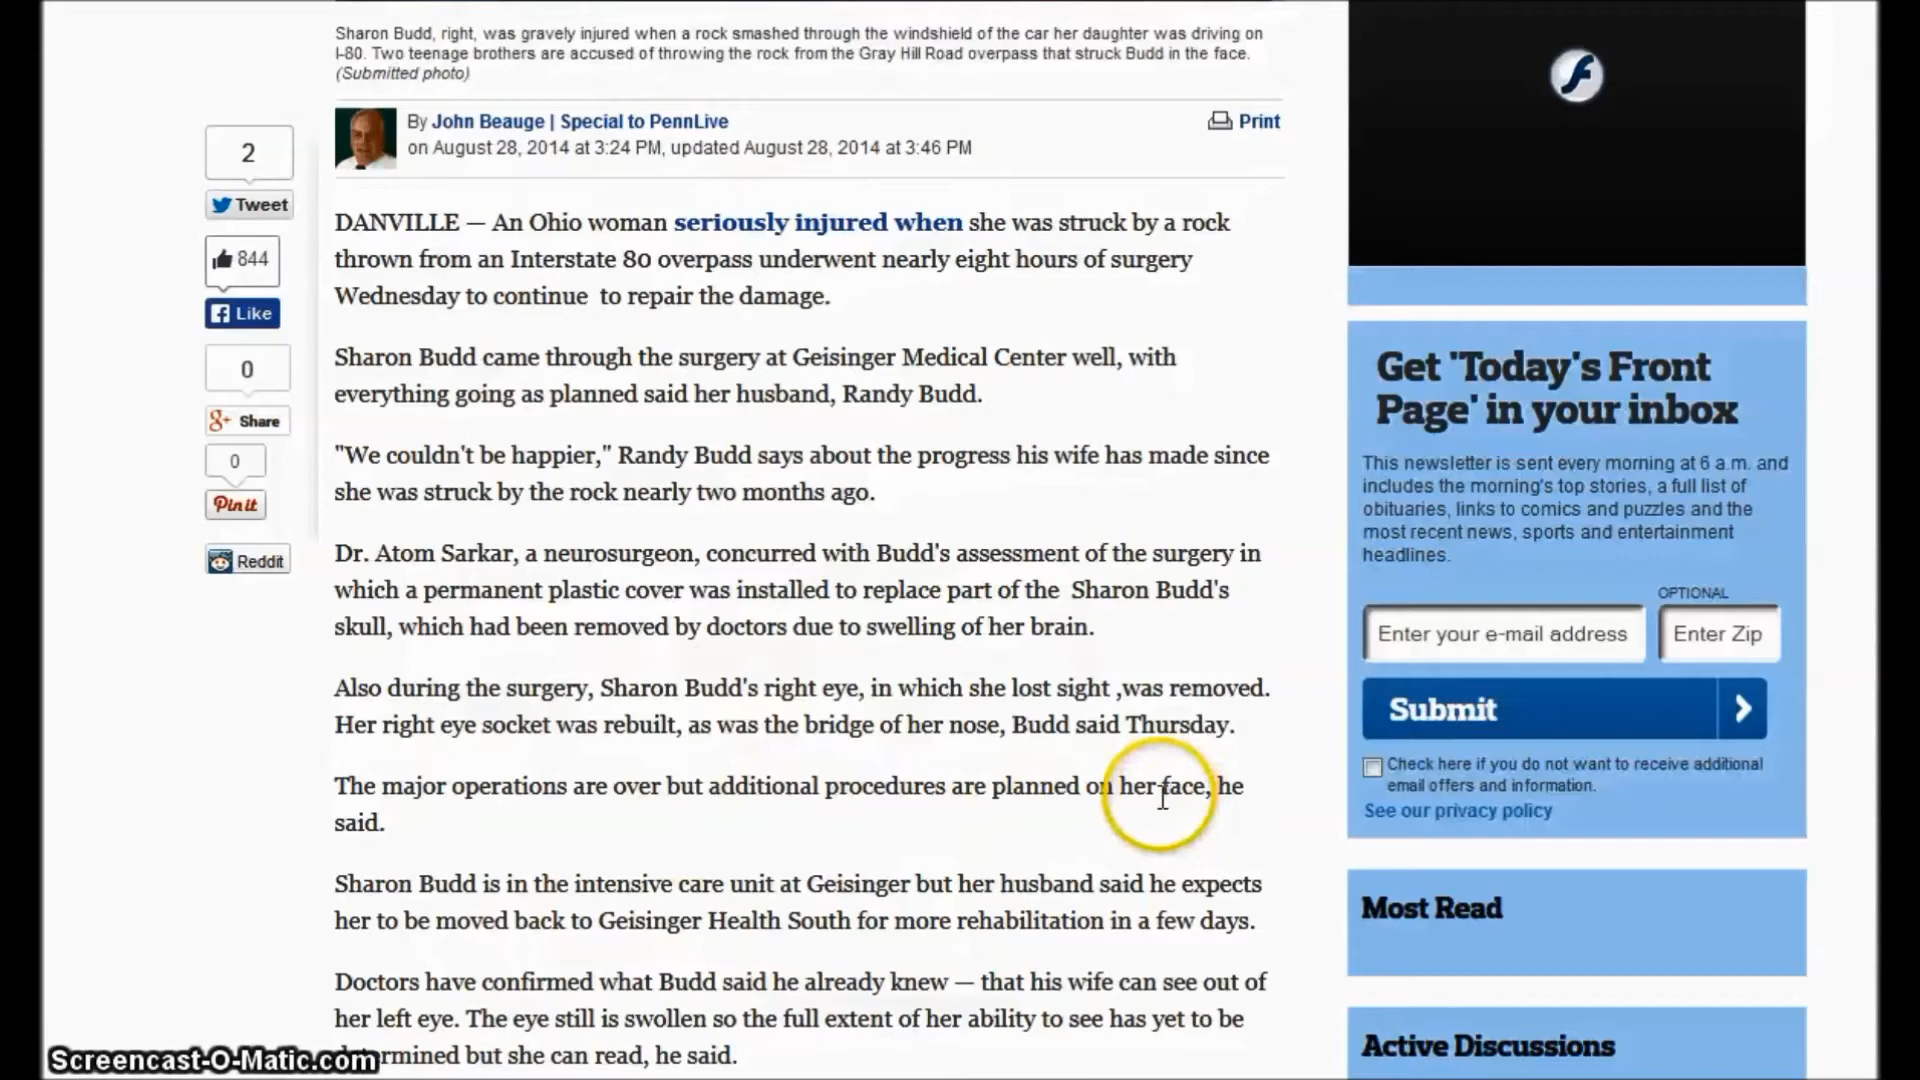 Sharon Budd, right, was gravely injured when a rock smashed through the windshield of the car her daughter was driving on
I-80. Two teenage brothers are accused of throwing the rock from the Gray Hill Road overpass that struck Budd in the face.
(Submitted photo)
By John Beauge | Special to PennLive
on August 28, 2014 at 3:24 PM, updated August 28, 2014 at 3:46 PM
Print
2
Tweet
844
Like
0
Share
0
Pin it
Reddit
DANVILLE — An Ohio woman seriously injured when she was struck by a rock
thrown from an Interstate 80 overpass underwent nearly eight hours of surgery
Wednesday to continue  to repair the damage.
Sharon Budd came through the surgery at Geisinger Medical Center well, with
everything going as planned said her husband, Randy Budd.
"We couldn't be happier," Randy Budd says about the progress his wife has made since
she was struck by the rock nearly two months ago.
Dr. Atom Sarkar, a neurosurgeon, concurred with Budd's assessment of the surgery in
which a permanent plastic cover was installed to replace part of the  Sharon Budd's
skull, which had been removed by doctors due to swelling of her brain.
Also during the surgery, Sharon Budd's right eye, in which she lost sight ,was removed.
Her right eye socket was rebuilt, as was the bridge of her nose, Budd said Thursday.
The major operations are over but additional procedures are planned on her face, he
said.
Sharon Budd is in the intensive care unit at Geisinger but her husband said he expects
her to be moved back to Geisinger Health South for more rehabilitation in a few days.
Doctors have confirmed what Budd said he already knew — that his wife can see out of
her left eye. The eye still is swollen so the full extent of her ability to see has yet to be
termined but she can read, he said.
Get 'Today's Front
Page' in your inbox
This newsletter is sent every morning at 6 a.m. and
includes the morning's top stories, a full list of
obituaries, links to comics and puzzles and the
most recent news, sports and entertainment
headlines.
OPTIONAL
Enter your e-mail address
Enter Zip
Submit
Check here if you do not want to receive additional
email offers and information.
See our privacy policy
Most Read
Active Discussions
Screencast-O-Matic.com